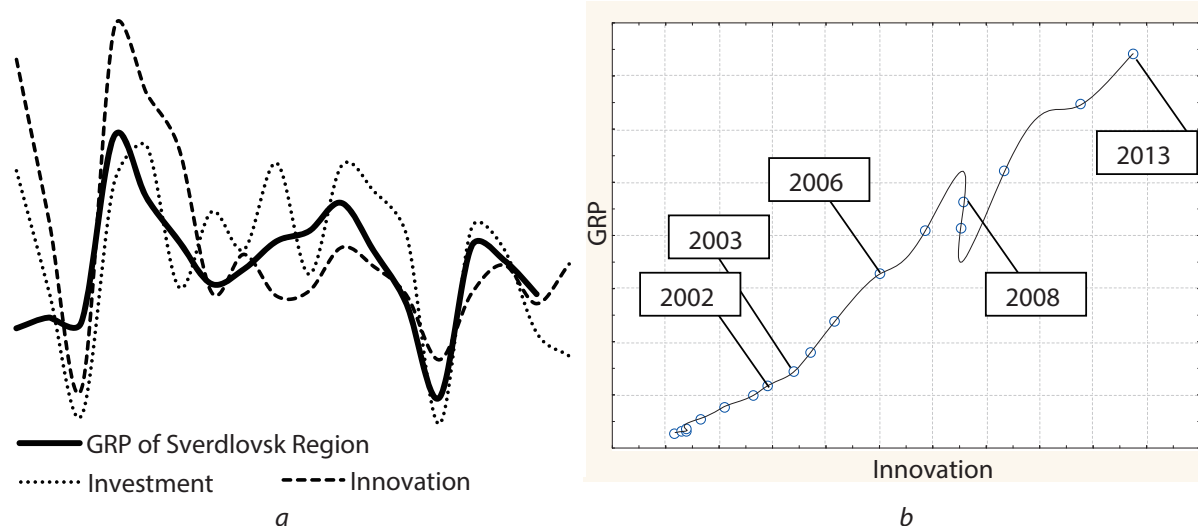 GRP of Sverdlovsk Region
Investment
Innovation
a
GRP
2002
2003
2006
2008
2013
Innovation
b